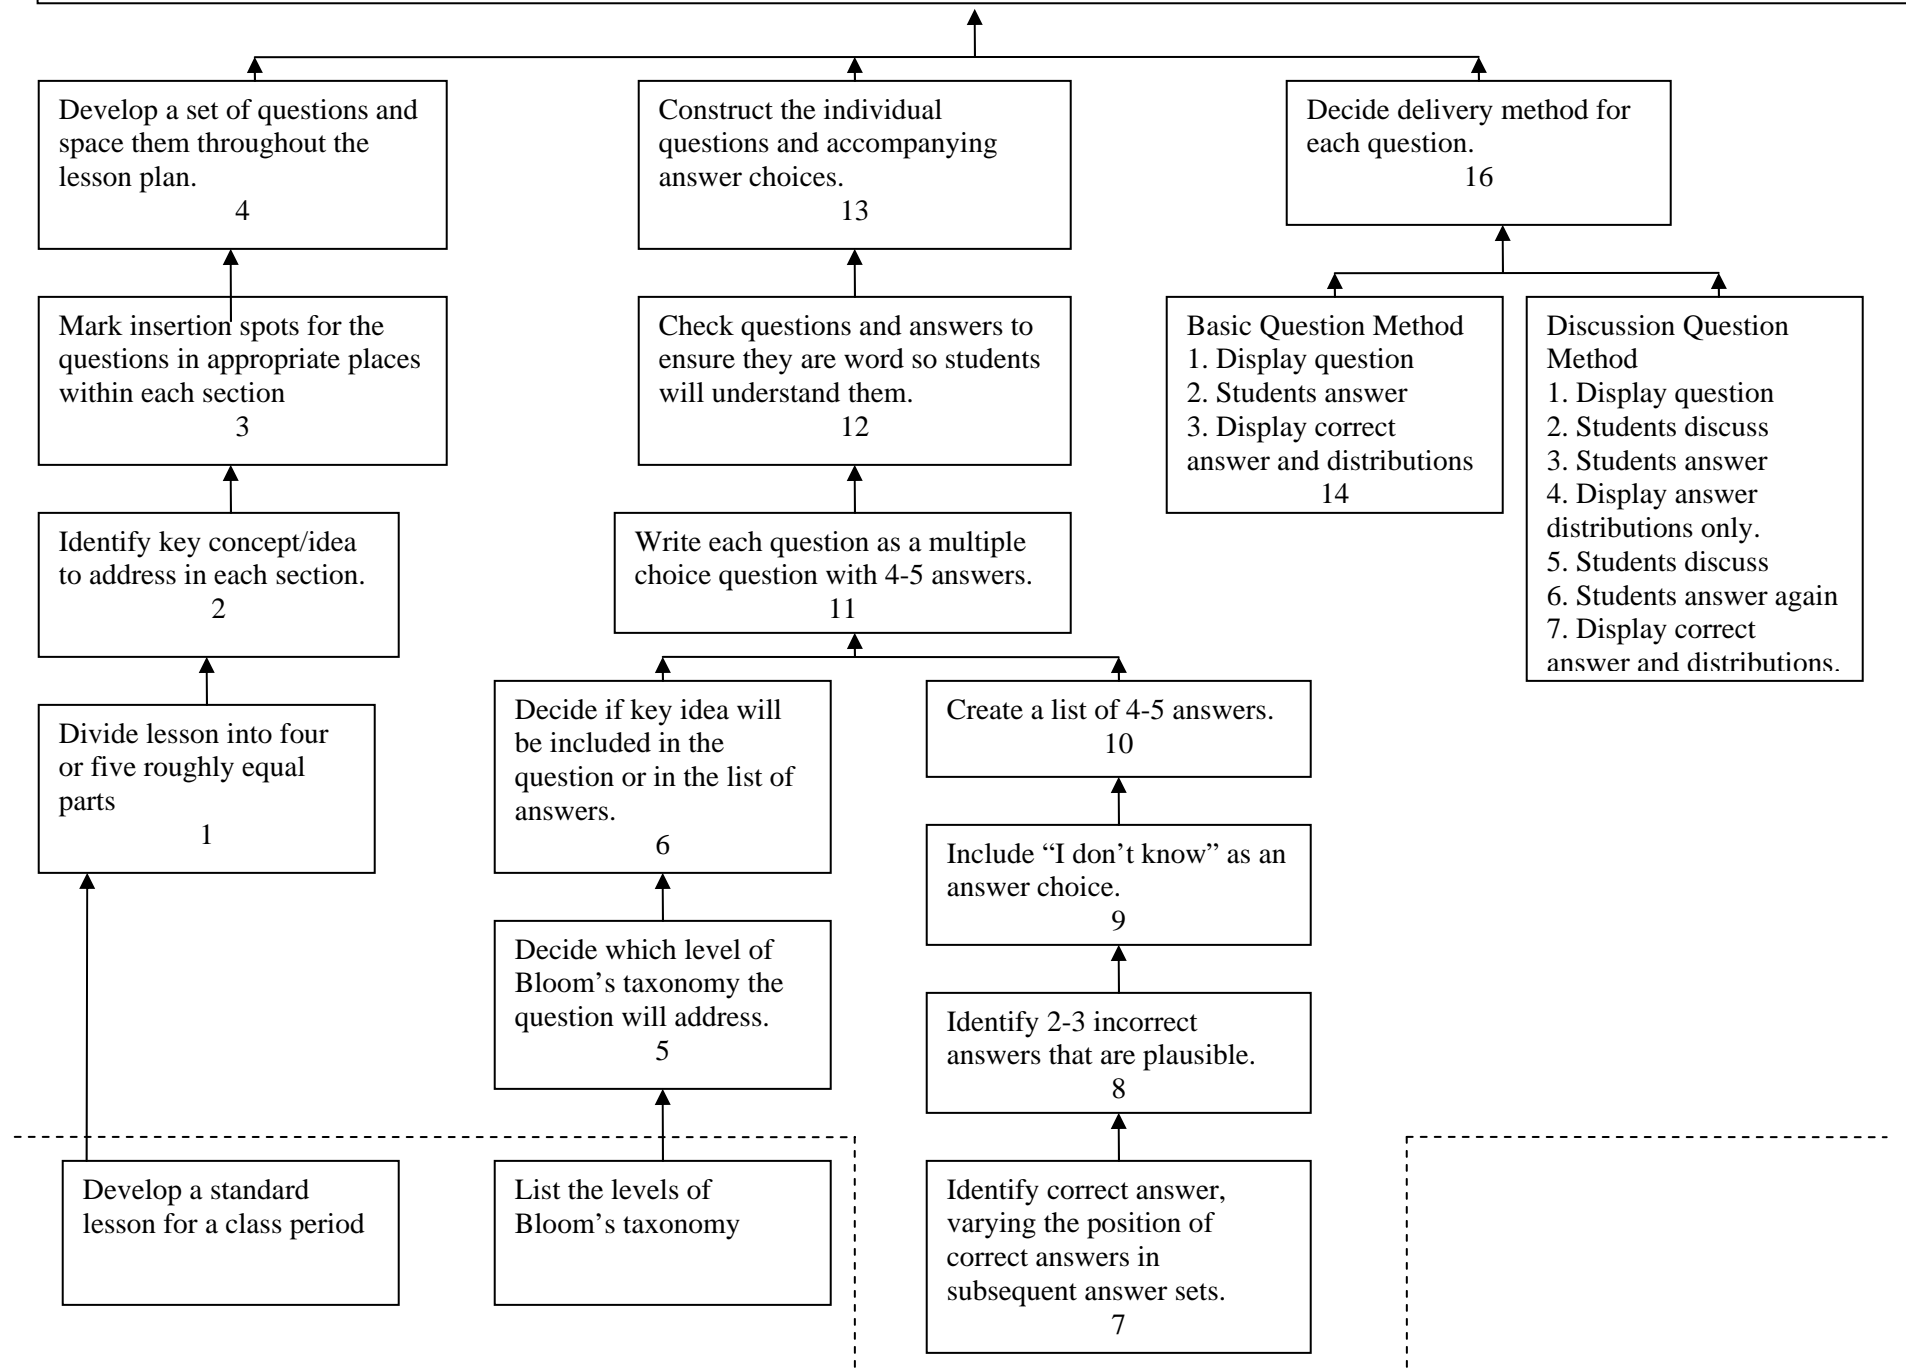 Develop a set of questions and
space them throughout the
lesson plan.
4
Construct the individual
questions and accompanying
answer choices.
13
Decide delivery method for
each question.
16
Mark insertion spots for the
questions in appropriate places
within each section
3
Check questions and answers to
ensure they are word so students
will understand them.
12
Basic Question Method
1. Display question
2. Students answer
3. Display correct
answer and distributions
14
Discussion Question
Method
1. Display question
2. Students discuss
3. Students answer
4. Display answer
distributions only.
5. Students discuss
6. Students answer again
7. Display correct
answer and distributions.
Identify key concept/idea
to address in each section.
2
Write each question as a multiple
choice question with 4-5 answers.
11
Divide lesson into four
or five roughly equal
parts
1
Decide if key idea will
be included in the
question or in the list of
answers.
6
Create a list of 4-5 answers.
10
Include “I don’t know” as an
answer choice.
9
Decide which level of
Bloom’s taxonomy the
question will address.
5
Identify 2-3 incorrect
answers that are plausible.
8
Develop a standard
lesson for a class period
List the levels of
Bloom’s taxonomy
Identify correct answer,
varying the position of
correct answers in
subsequent answer sets.
7